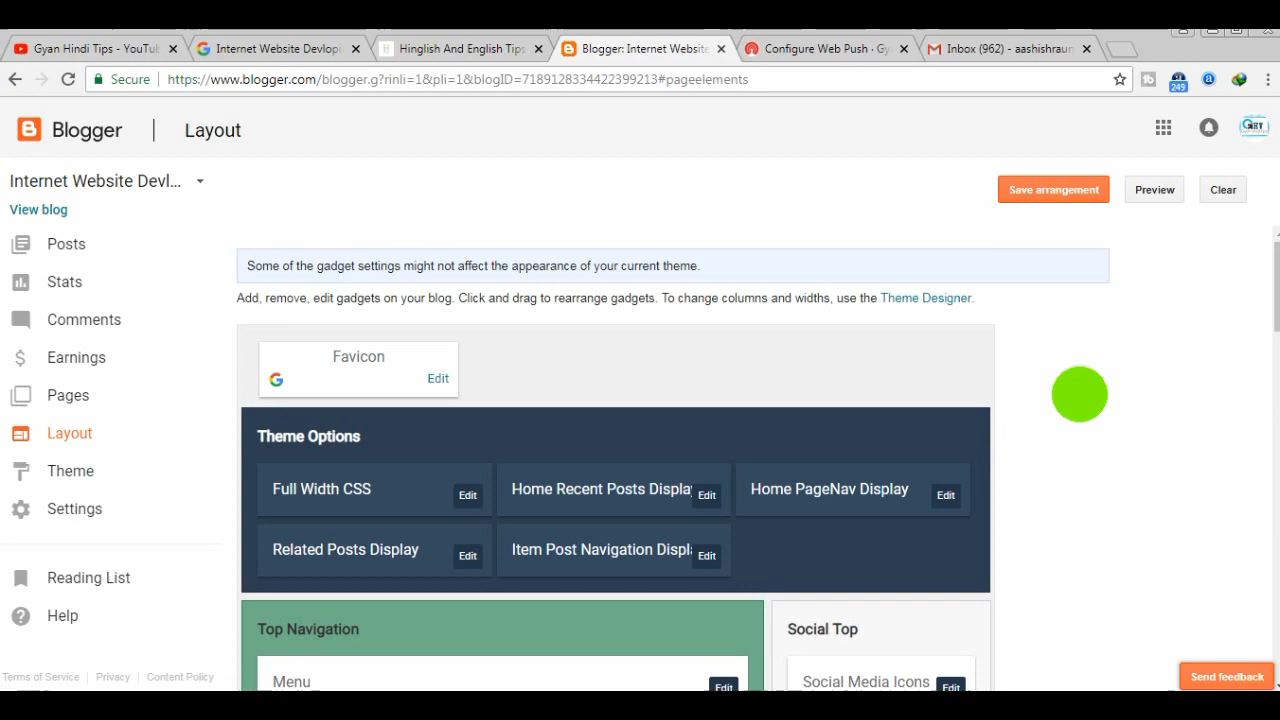 Gyan Hindi Tips - YouTu
Internet Website Devlopi
Hinglish And English Tips
Blogger: Internet Website
Configure Web Push · Gy
Inbox (962) - aashishraun
Secure
https://www.blogger.com/blogger.g?rinli=1&pli=1&blogID=7189128334422399213#pageelements
249
Blogger
Layout
Internet Website Devl...
Save arrangement
Preview
Clear
View blog
Posts
Stats
Comments
Earnings
Pages
Layout
Theme
Settings
Reading List
Help
Terms of Service
Privacy
Content Policy
Some of the gadget settings might not affect the appearance of your current theme.
Add, remove, edit gadgets on your blog. Click and drag to rearrange gadgets. To change columns and widths, use the Theme Designer.
Favicon
Edit
Theme Options
Full Width CSS
Edit
Home Recent Posts Displa
Edit
Home PageNav Display
Edit
Related Posts Display
Edit
Item Post Navigation Displ
Edit
Top Navigation
Menu
Edit
Social Top
Social Media Icons
Edit
Send feedback